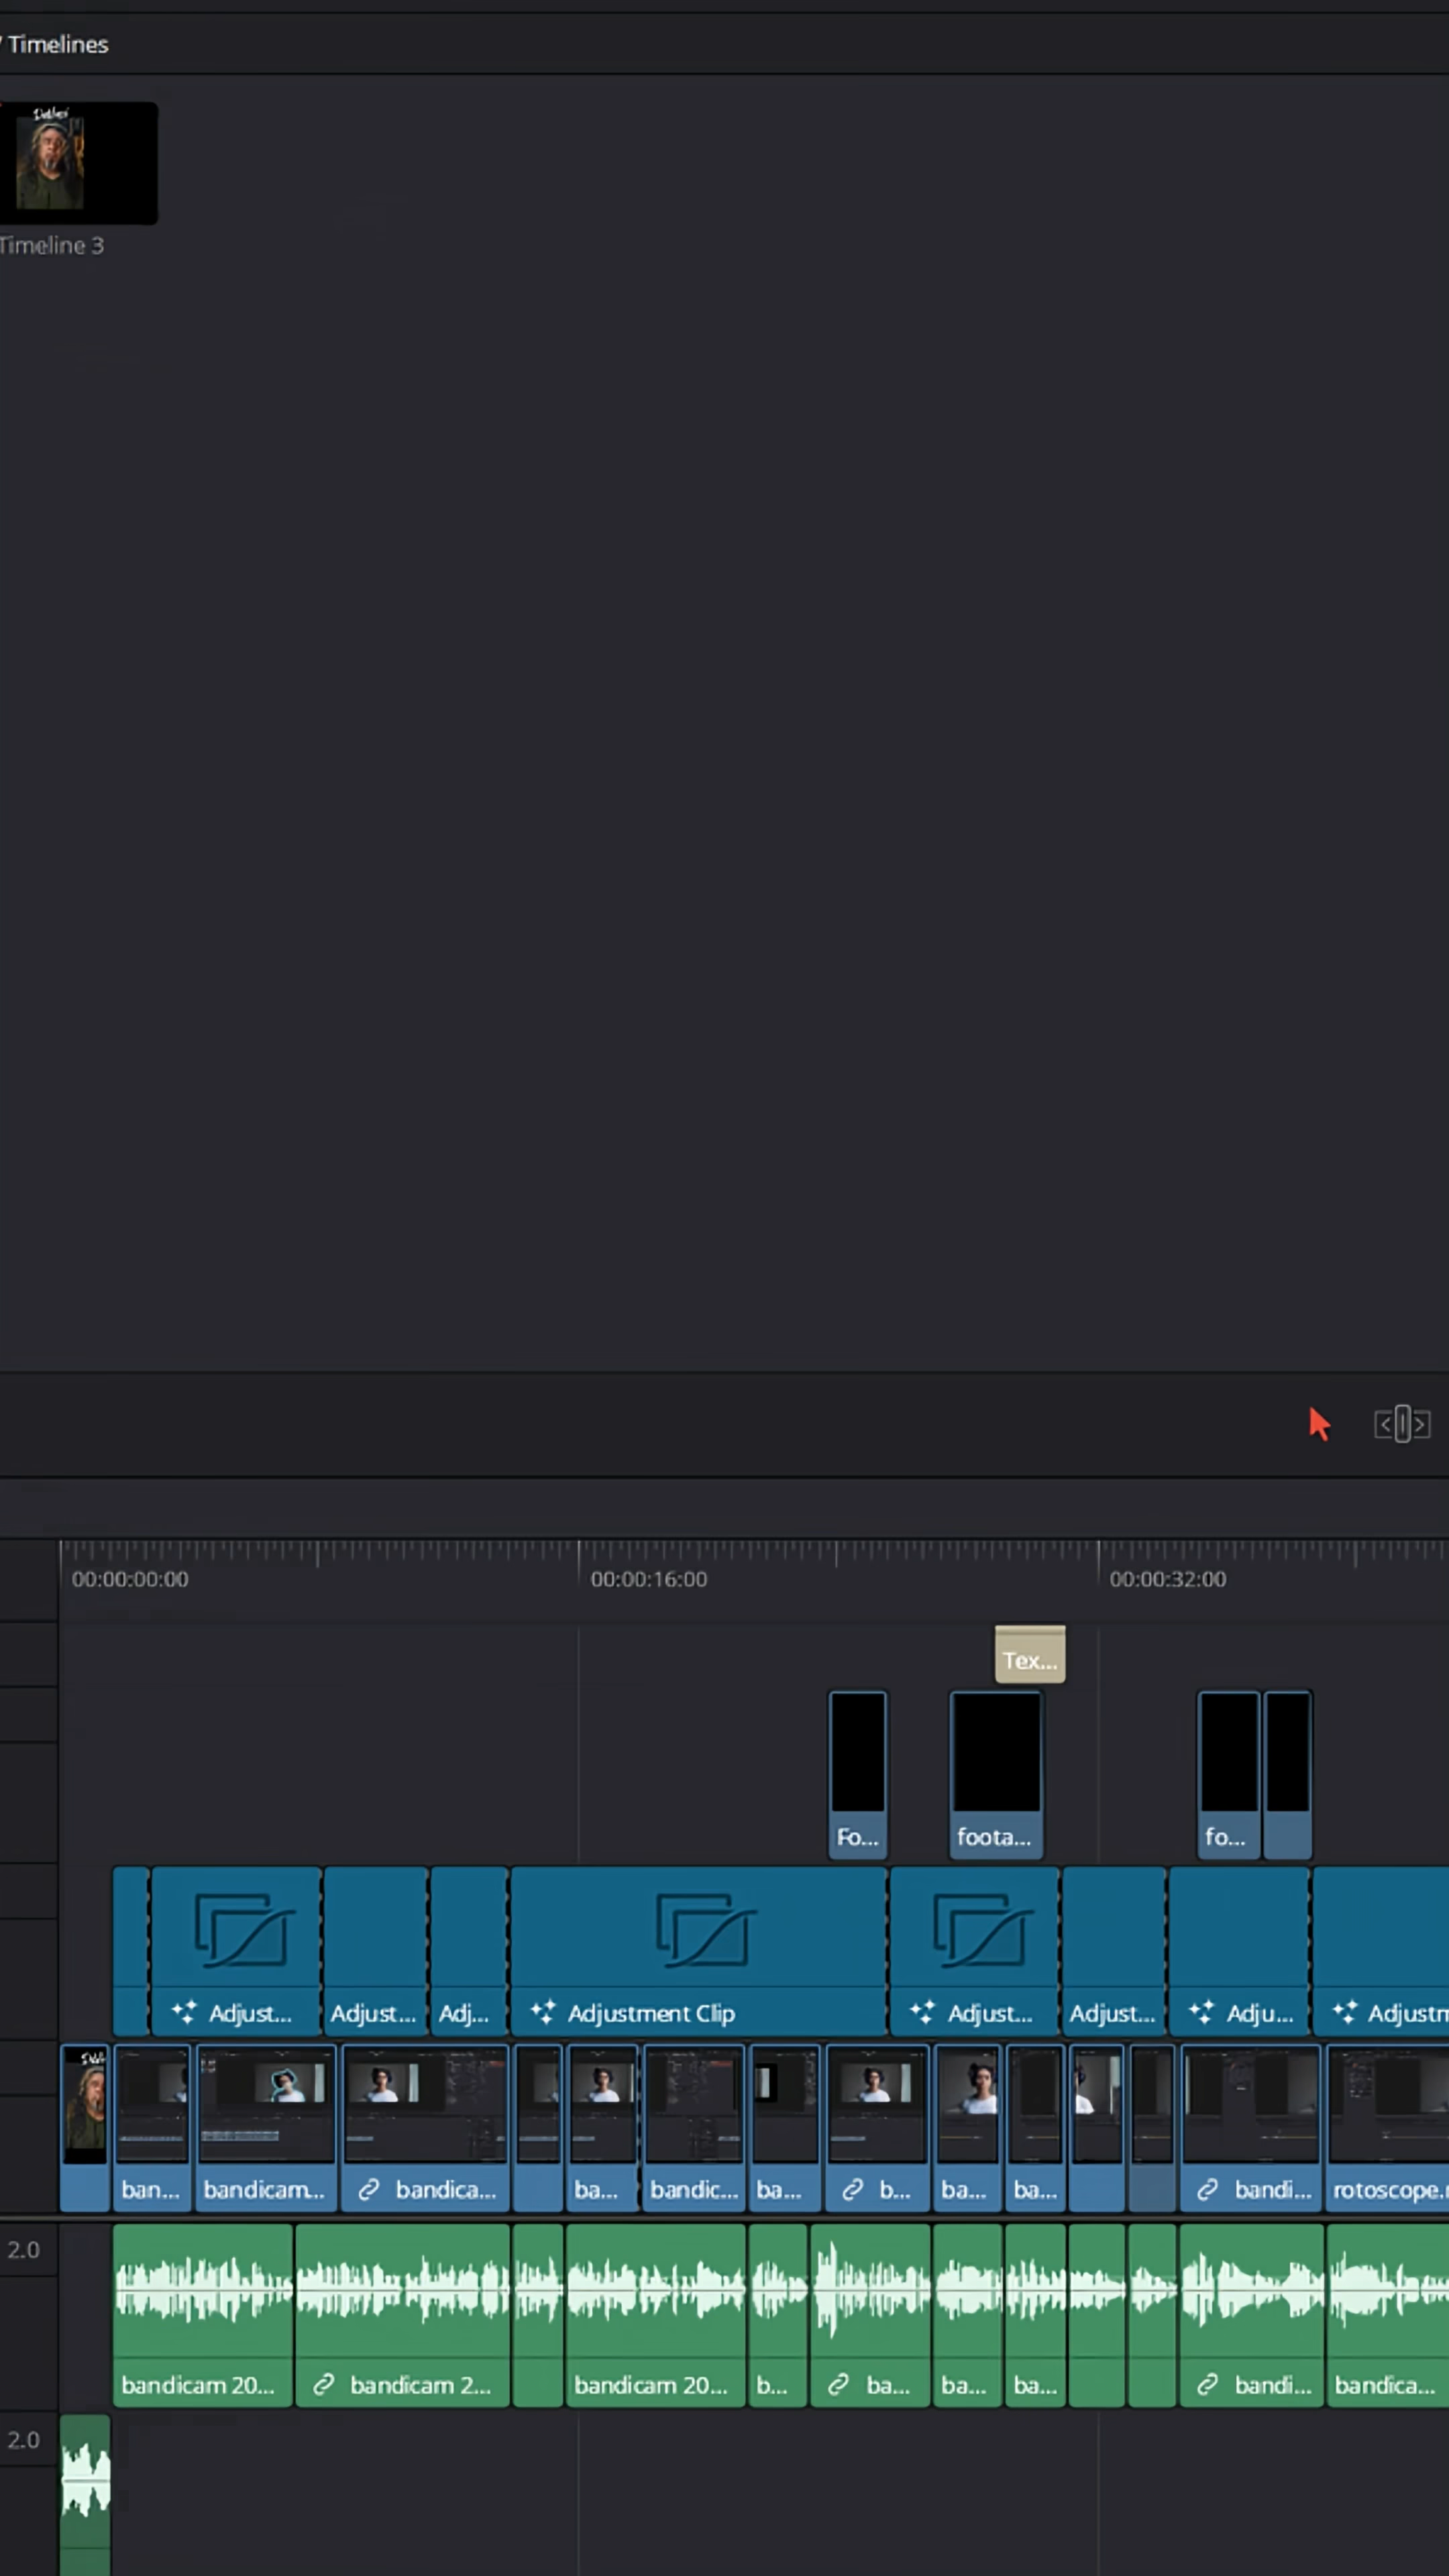 / Timelines
DaVinci
Timeline 3
00:00:00:00
00:00:16:00
00:00:32:00
Tex...
Fo...
foota...
fo...
Adjust...
Adjust...
Adj...
Adjustment Clip
Adjust...
Adjust...
Adju...
Adjustm
ban...
bandicam...
bandica...
ba...
bandic...
ba...
b...
ba...
ba...
bandi...
rotoscope.
2.0
bandicam 20...
bandicam 2...
bandicam 20...
b...
ba...
ba...
ba...
bandi...
bandica...
2.0